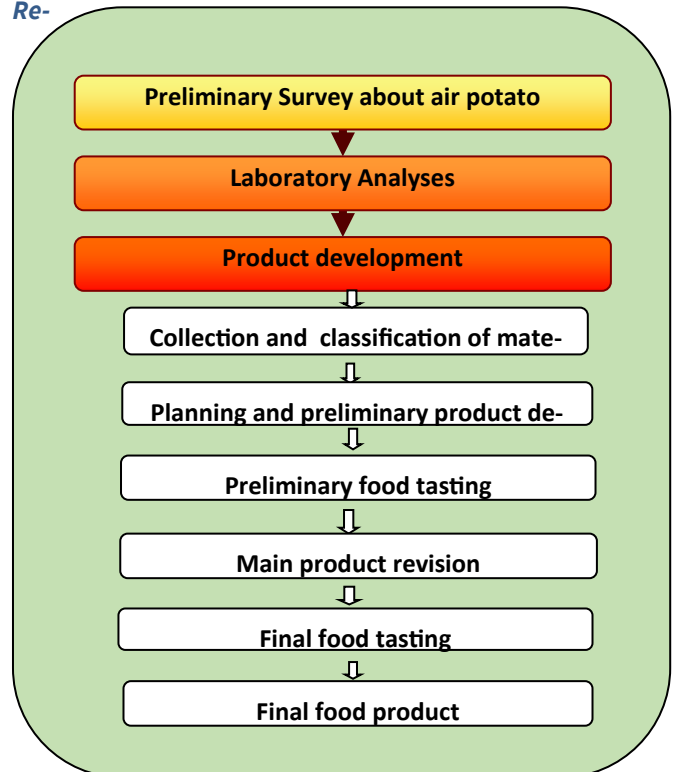 Re-
Preliminary Survey about air potato
Laboratory Analyses
Product development
Collection and classification of mate-
Planning and preliminary product de-
Preliminary food tasting
Main product revision
Final food tasting
Final food product